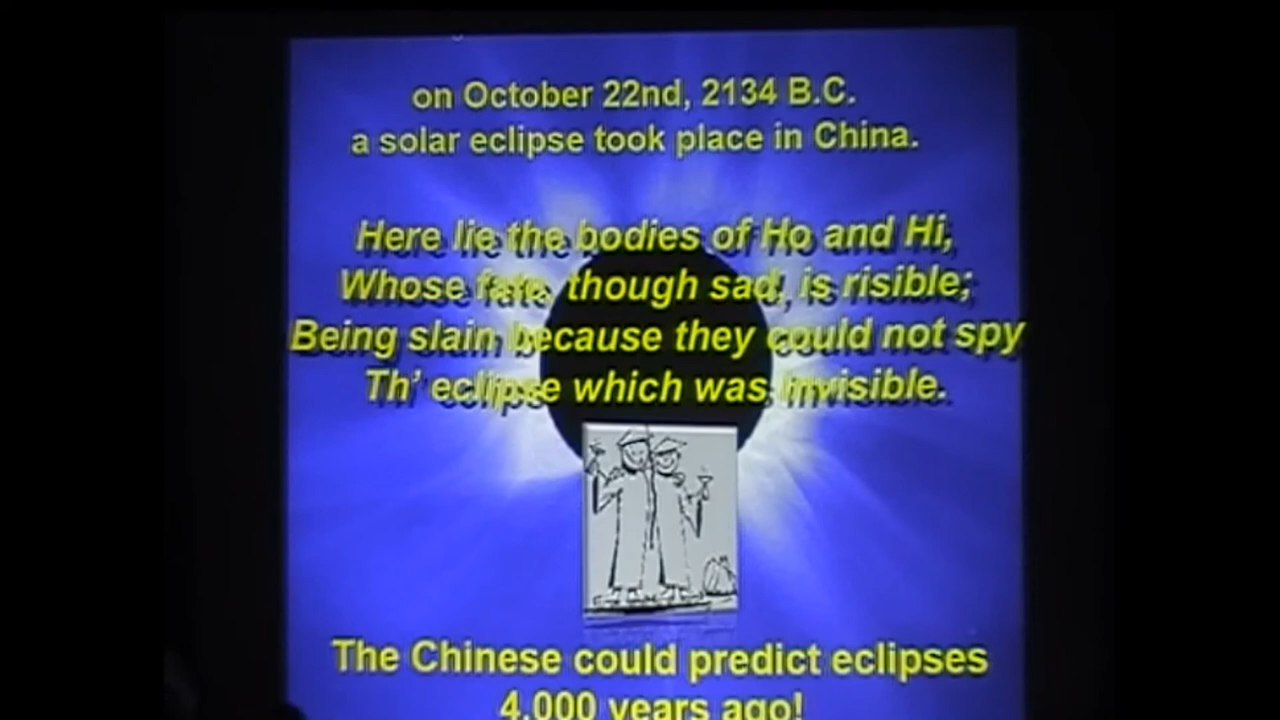 on October 22nd, 2134 B.C.
a solar eclipse took place in China.
Here lie the bodies of Ho and Hi,
Whose fate, though sad, is risible;
Being slain because they could not spy
Th' eclipse which was invisible.
The Chinese could predict eclipses
4,000 years ago!